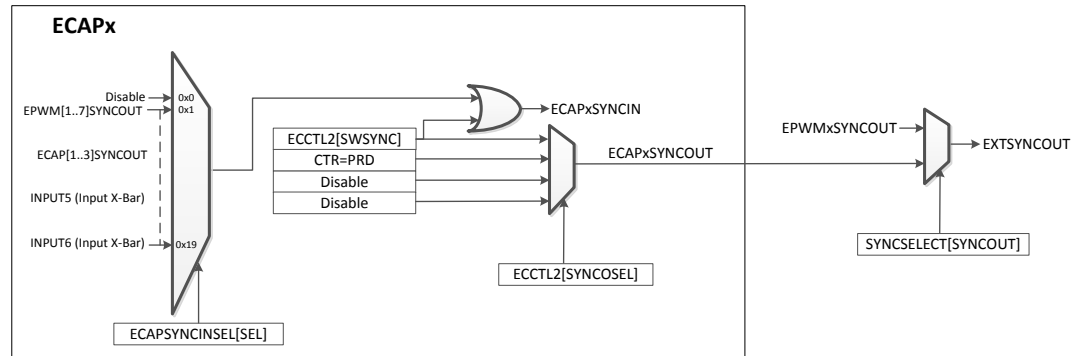 ECAPx
Disable
0x0
EPWM[1..7]SYNCOUT
0x1
ECAP[1..3]SYNCOUT
INPUT5 (Input X-Bar)
INPUT6 (Input X-Bar)
0x19
ECAPSYNCINSEL[SEL]
ECAPxSYNCIN
ECCTL2[SWSYNC]
CTR=PRD
Disable
Disable
ECAPxSYNCOUT
ECCTL2[SYNCOSEL]
EPWMxSYNCOUT
EXTSYNCOUT
SYNCSELECT[SYNCOUT]